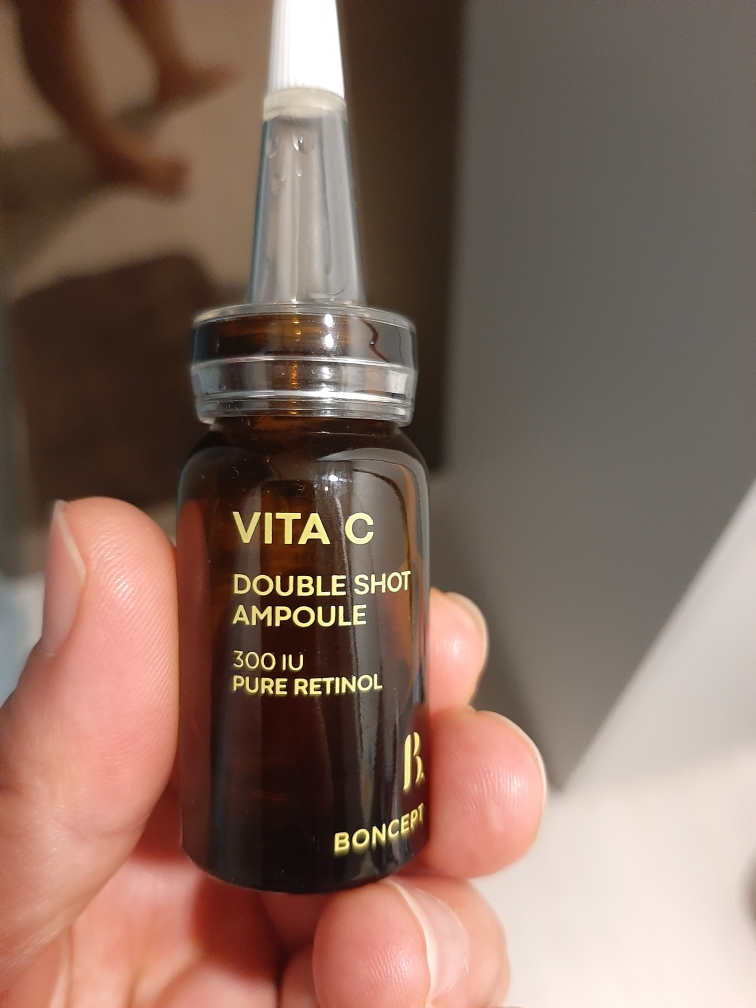 VITA C
DOUBLE SHOT
AMPOULE
300 IU
PURE RETINOL
B.
BONCEPT